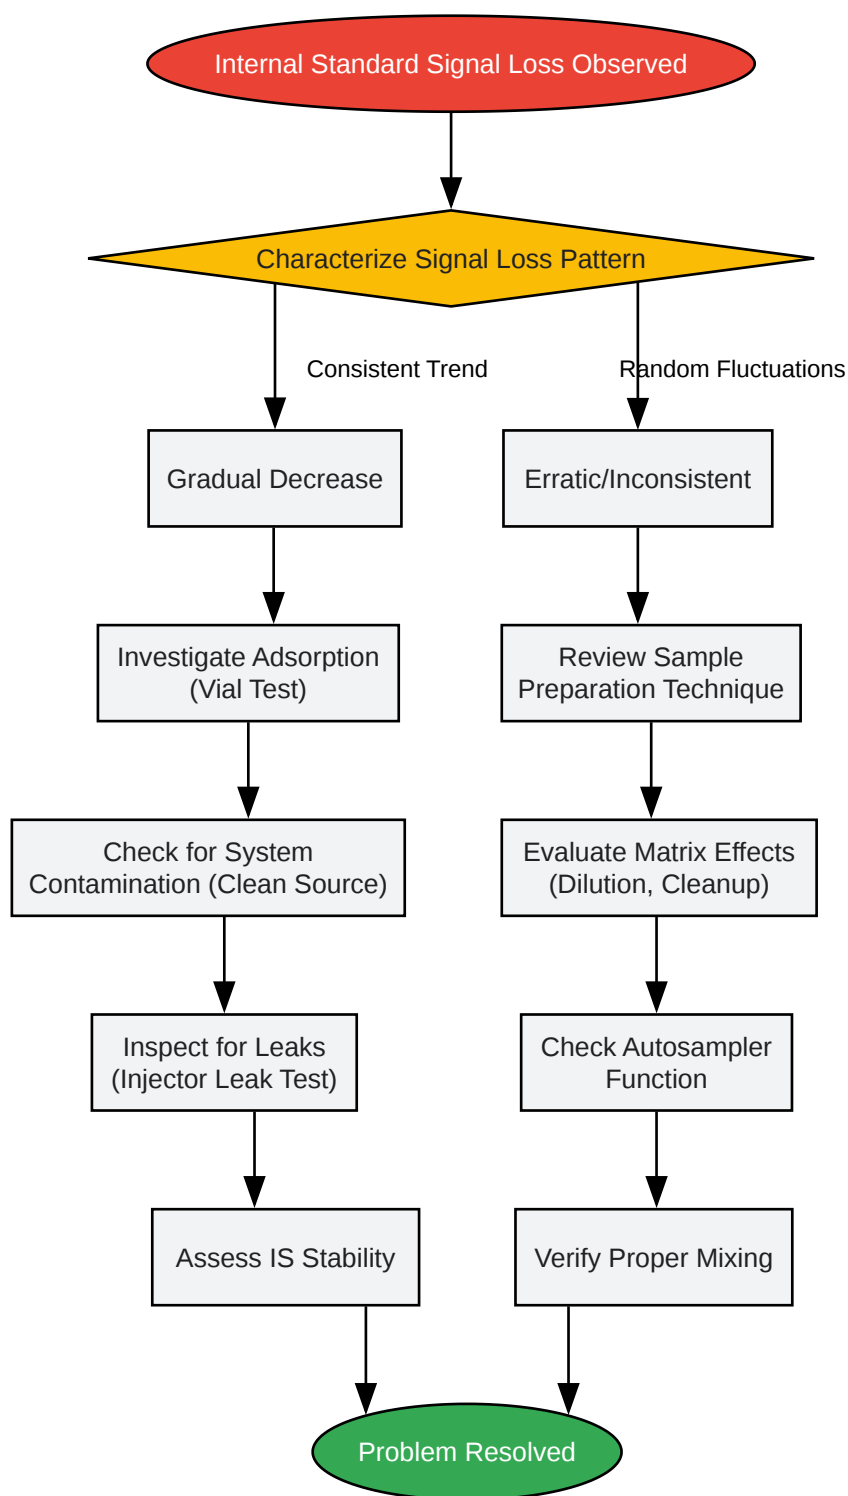 Internal Standard Signal Loss Observed
Characterize Signal Loss Pattern
Consistent Trend
Random Fluctuations
Gradual Decrease
Erratic/Inconsistent
Investigate Adsorption
(Vial Test)
Review Sample
Preparation Technique
Check for System
Contamination (Clean Source)
Evaluate Matrix Effects
(Dilution, Cleanup)
Inspect for Leaks
(Injector Leak Test)
Check Autosampler
Function
Assess IS Stability
Verify Proper Mixing
Problem Resolved